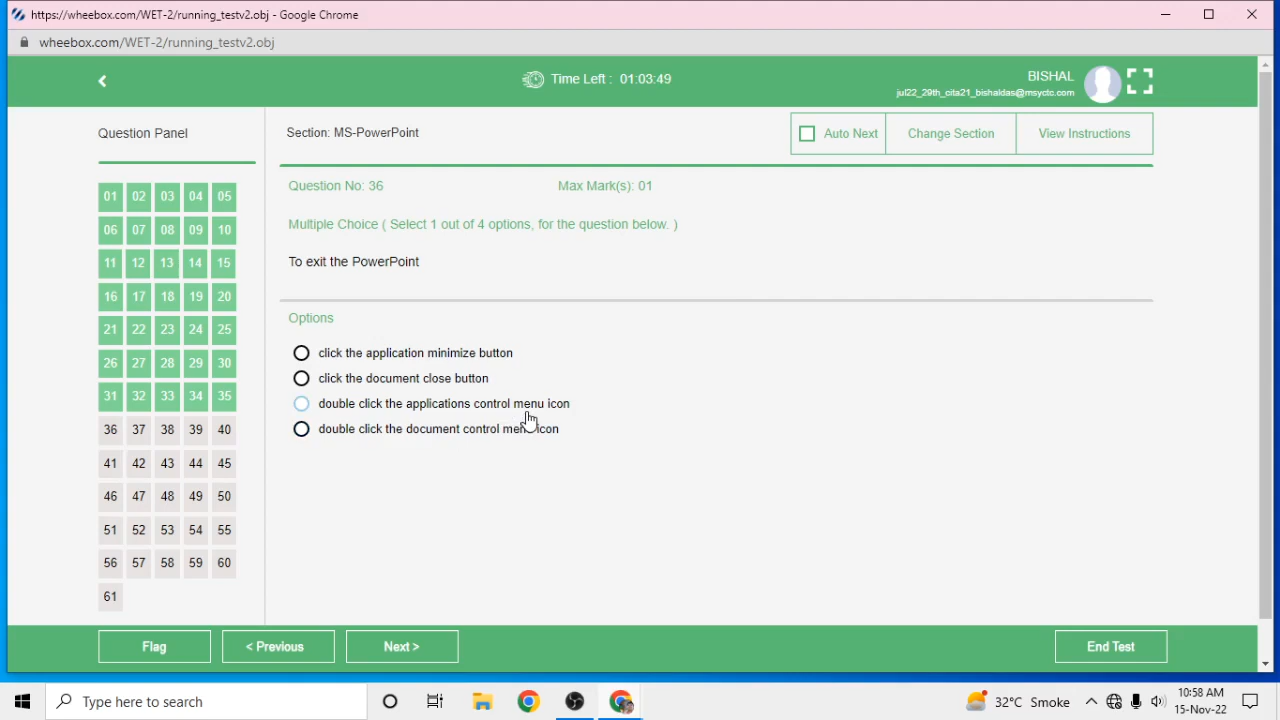 https://wheebox.com/WET-2/running_testv2.obj - Google Chrome
wheebox.com/WET-2/running_testv2.obj
Time Left : 01:03:49
BISHAL
jul22_29th_cita21_bishaldas@msyctc.com
Question Panel
Section: MS-PowerPoint
Auto Next
Change Section
View Instructions
Question No: 36
Max Mark(s): 01
Multiple Choice ( Select 1 out of 4 options, for the question below. )
To exit the PowerPoint
Options
click the application minimize button
click the document close button
double click the applications control menu icon
double click the document control menu icon
01 02 03 04 05
06 07 08 09 10
11 12 13 14 15
16 17 18 19 20
21 22 23 24 25
26 27 28 29 30
31 32 33 34 35
36 37 38 39 40
41 42 43 44 45
46 47 48 49 50
51 52 53 54 55
56 57 58 59 60
61
Flag
< Previous
Next >
End Test
Type here to search
32°C Smoke
10:58 AM
15-Nov-22